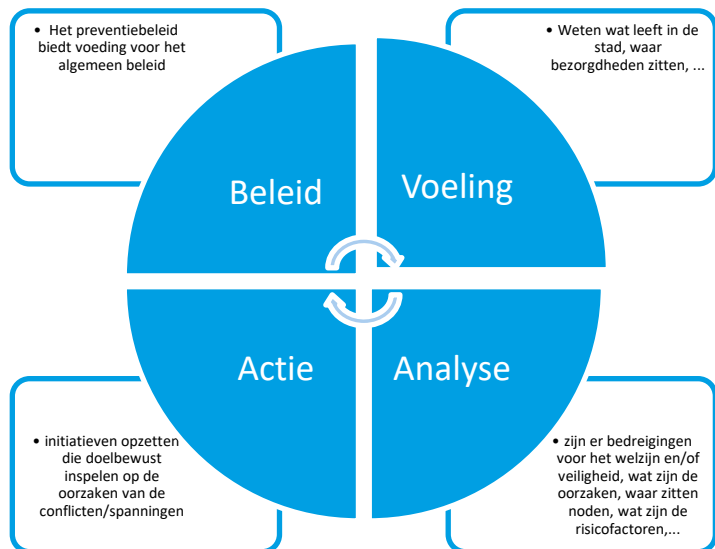 • Het preventiebeleid
biedt voeding voor het
algemeen beleid
• Weten wat leeft in de
stad, waar
bezorgdheden zitten, ...
Beleid
Voeling
Actie
Analyse
• initiatieven opzetten
die doelbewust
inspelen op de
oorzaken van de
conflicten/spanningen
• zijn er bedreigingen
voor het welzijn en/of
veiligheid, wat zijn de
oorzaken, waar zitten
noden, wat zijn de
risicofactoren,...